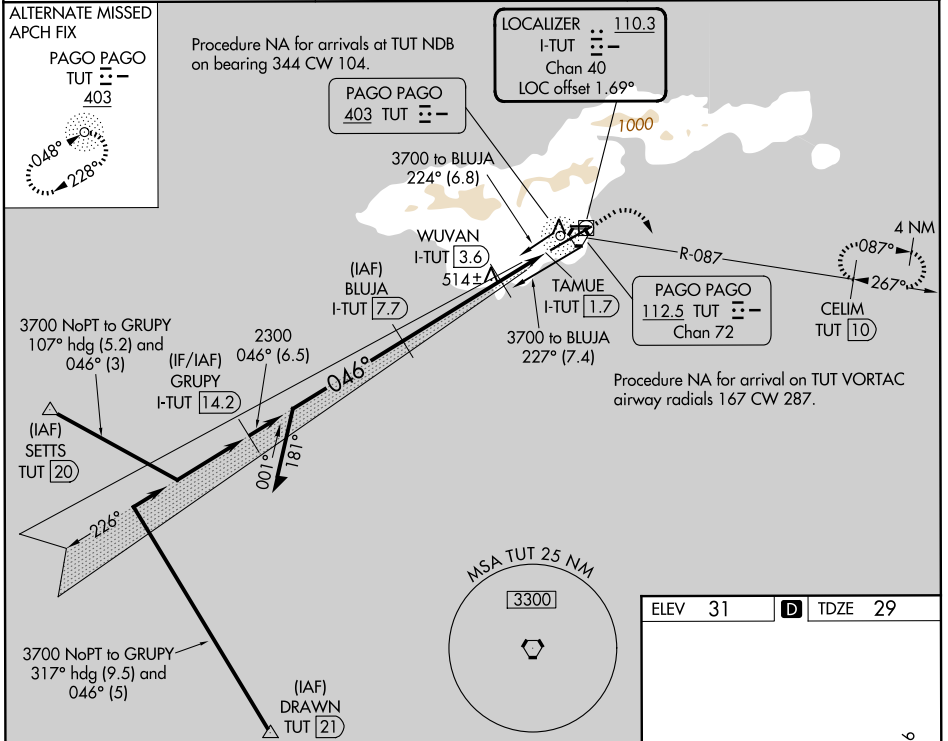 ALTERNATE MISSED
APCH FIX
PAGO PAGO
TUT
403
048°
228°
Procedure NA for arrivals at TUT NDB
on bearing 344 CW 104.
LOCALIZER 110.3
I-TUT
Chan 40
LOC offset 1.69°
PAGO PAGO
403 TUT
1000
3700 to BLUJA
224° (6.8)
WUVAN
I-TUT 3.6
514±
(IAF)
BLUJA
I-TUT 7.7
TAMUE
I-TUT 1.7
3700 to BLUJA
227° (7.4)
R-087
4 NM
087°
267°
CELIM
TUT 10
PAGO PAGO
112.5 TUT
Chan 72
Procedure NA for arrival on TUT VORTAC
airway radials 167 CW 287.
3700 NoPT to GRUPY
107° hdg (5.2) and
046° (3)
2300
046° (6.5)
(IF/IAF)
GRUPY
I-TUT 14.2
046°
(IAF)
SETTS
TUT 20
001°
181°
226°
3700 NoPT to GRUPY
317° hdg (9.5) and
046° (5)
(IAF)
DRAWN
TUT 21
MSA TUT 25 NM
3300
ELEV 31
D
TDZE 29